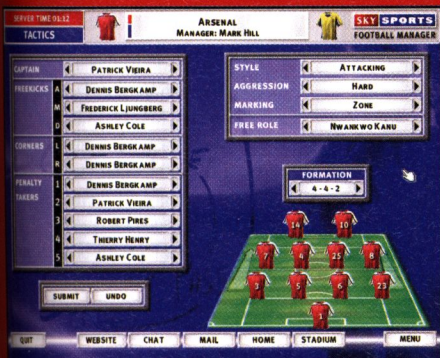 SERVER TIME 01:12
TACTICS
ARSENAL
MANAGER: MARK HILL
SKY SPORTS
FOOTBALL MANAGER
CAPTAIN PATRICK VIEIRA
FREEKICKS A DENNIS BERGKAMP
M FREDERICK LJUNGBERG
D ASHLEY COLE
CORNERS L DENNIS BERGKAMP
R DENNIS BERGKAMP
PENALTY TAKERS 1 DENNIS BERGKAMP
2 PATRICK VIEIRA
3 ROBERT PIRES
4 THIERRY HENRY
5 ASHLEY COLE
SUBMIT UNDO
STYLE ATTACKING
AGGRESSION HARD
MARKING ZONE
FREE ROLE NWANKWO KANU
FORMATION
4-4-2
14 10
7 4 25 8
3 5 6 23
1
QUIT WEBSITE CHAT MAIL HOME STADIUM MENU